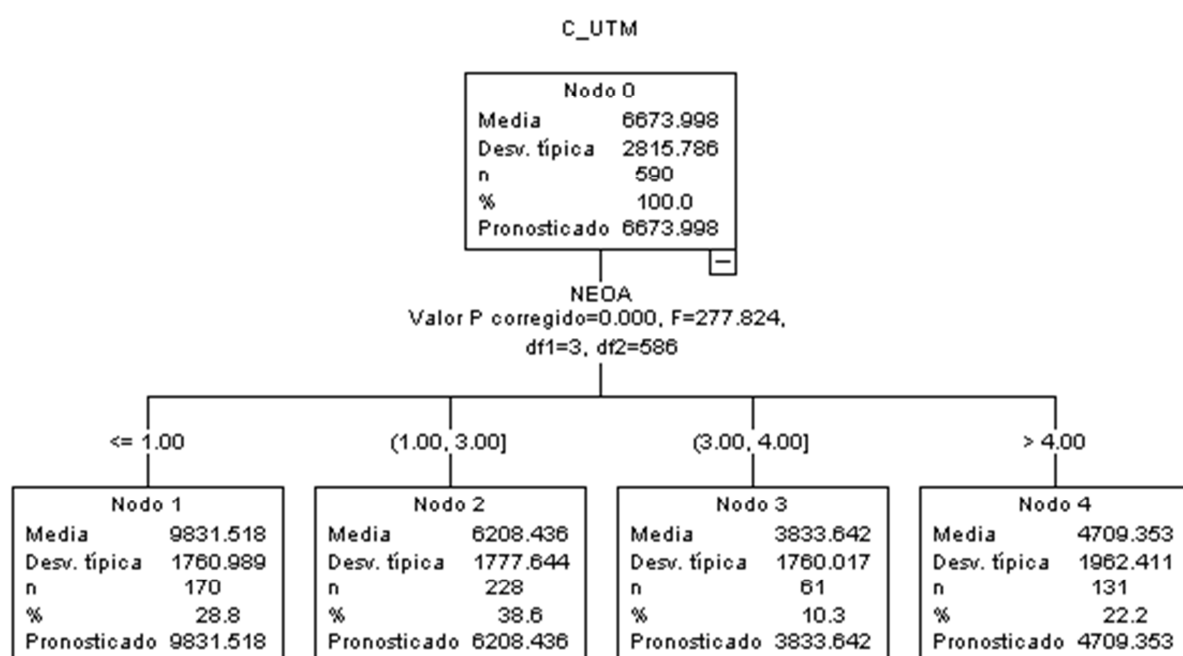 C_UTM
Nodo 0
Media 6673.998
Desv. típica 2815.786
n 590
% 100.0
Pronosticado 6673.998
NEOA
Valor P corregido=0.000, F=277.824,
df1=3, df2=586
<= 1.00
(1.00, 3.00]
(3.00, 4.00]
> 4.00
Nodo 1
Media 9831.518
Desv. típica 1760.989
n 170
% 28.8
Pronosticado 9831.518
Nodo 2
Media 6208.436
Desv. típica 1777.644
n 228
% 38.6
Pronosticado 6208.436
Nodo 3
Media 3833.642
Desv. típica 1760.017
n 61
% 10.3
Pronosticado 3833.642
Nodo 4
Media 4709.353
Desv. típica 1962.411
n 131
% 22.2
Pronosticado 4709.353